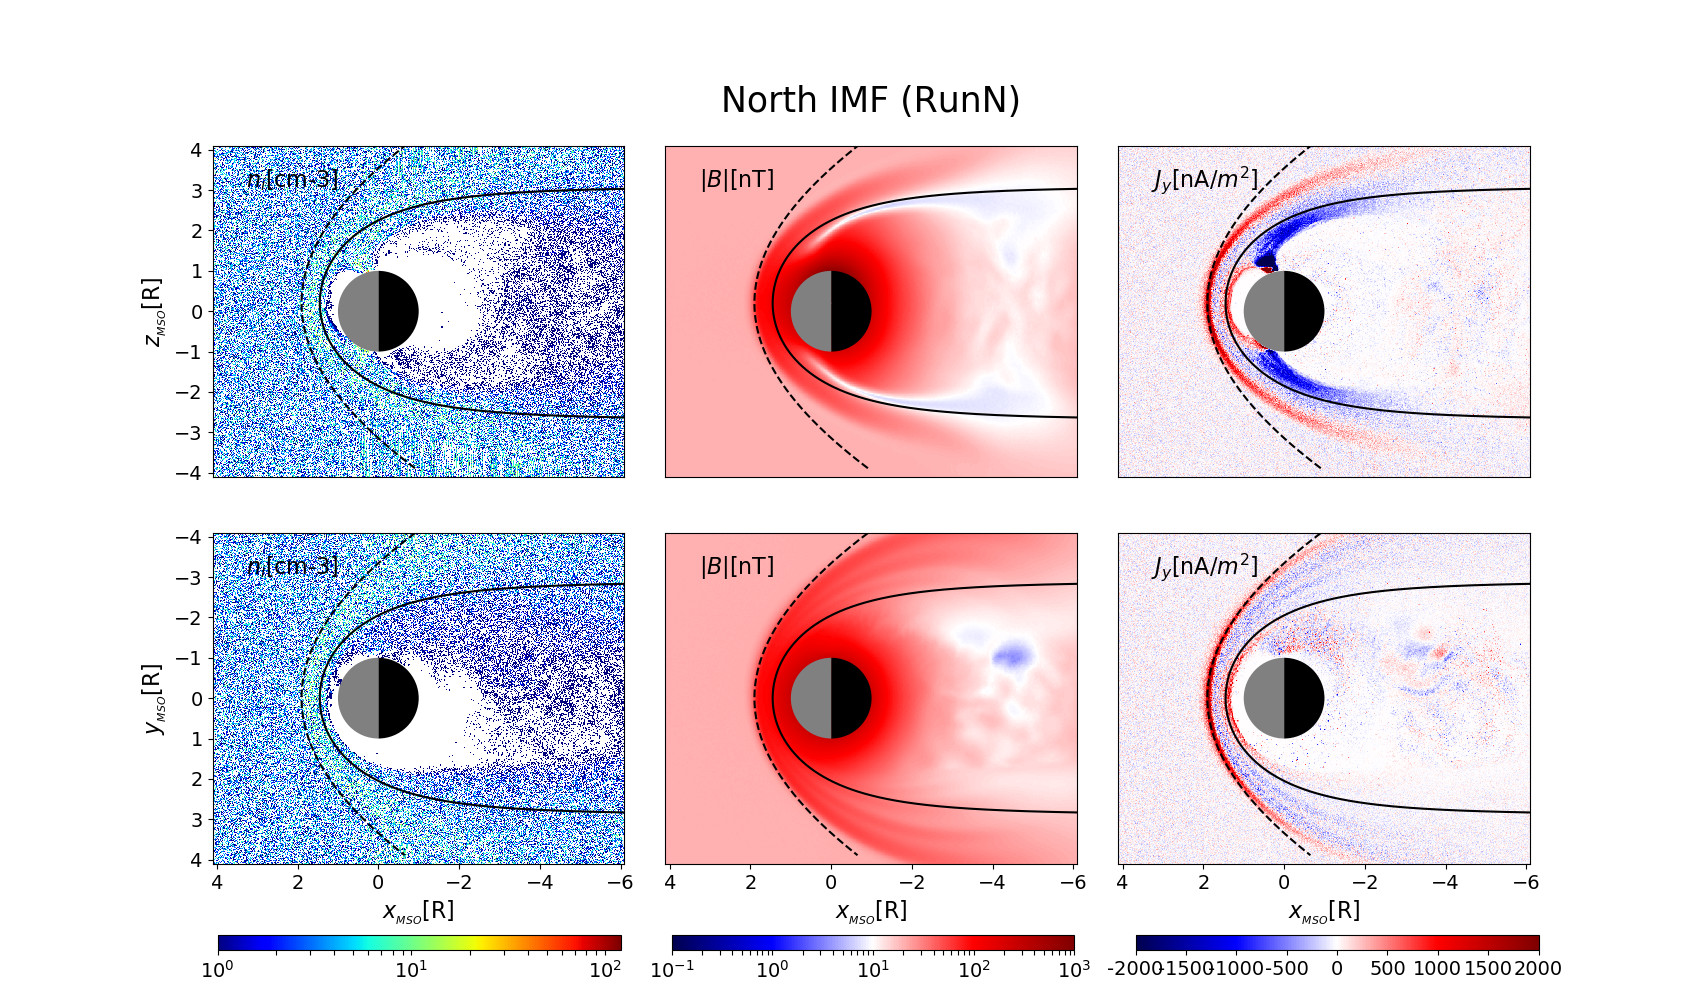 North IMF (RunN)
n_i[cm-3] |B|[nT] J_y[nA/m^2]
z_MSO[R]
4
3
2
1
0
−1
−2
−3
−4
n_i[cm-3] |B|[nT] J_y[nA/m^2]
y_MSO[R]
−4
−3
−2
−1
0
1
2
3
4
4 2 0 −2 −4 −6 4 2 0 −2 −4 −6 4 2 0 −2 −4 −6
x_MSO[R] x_MSO[R] x_MSO[R]
10^0 10^1 10^2 10^−1 10^0 10^1 10^2 10^3 -2000 -1500 -1000 -500 0 500 1000 1500 2000